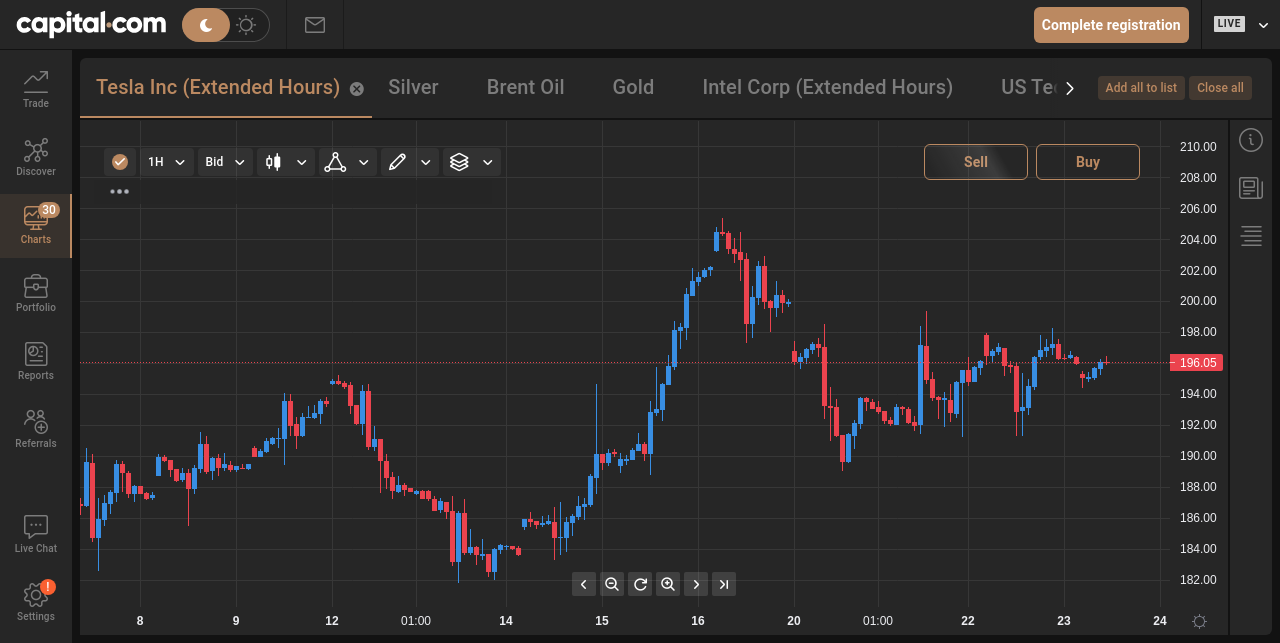 capital.com
Complete registration
LIVE
Trade
Discover
30
Charts
Portfolio
Reports
Referrals
Live Chat
!
Settings
Tesla Inc (Extended Hours)
Silver
Brent Oil
Gold
Intel Corp (Extended Hours)
US Tec
Add all to list
Close all
1H
Bid
Sell
Buy
210.00
208.00
206.00
204.00
202.00
200.00
198.00
196.05
194.00
192.00
190.00
188.00
186.00
184.00
182.00
8 9 12 01:00 14 15 16 20 01:00 22 23 24